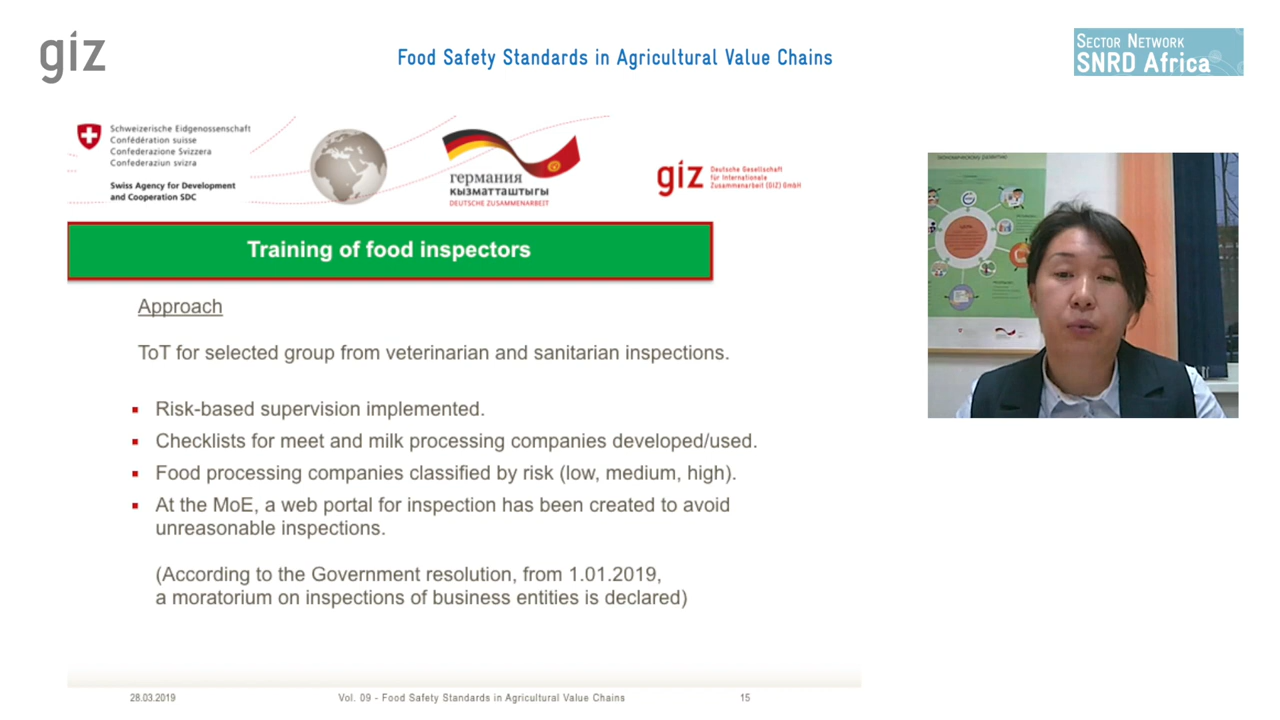 giz
Food Safety Standards in Agricultural Value Chains
SECTOR NETWORK
SNRD Africa
Schweizerische Eidgenossenschaft
Confédération suisse
Confederazione Svizzera
Confederaziun svizra
Swiss Agency for Development
and Cooperation SDC
германия
КЫЗМАТТАШТЫГЫ
DEUTSCHE ZUSAMMENARBEIT
giz
Deutsche Gesellschaft
für Internationale
Zusammenarbeit (GIZ) GmbH
Training of food inspectors
Approach
ToT for selected group from veterinarian and sanitarian inspections.
Risk-based supervision implemented.
Checklists for meet and milk processing companies developed/used.
Food processing companies classified by risk (low, medium, high).
At the MoE, a web portal for inspection has been created to avoid
unreasonable inspections.
(According to the Government resolution, from 1.01.2019,
a moratorium on inspections of business entities is declared)
28.03.2019
Vol. 09 - Food Safety Standards in Agricultural Value Chains
15